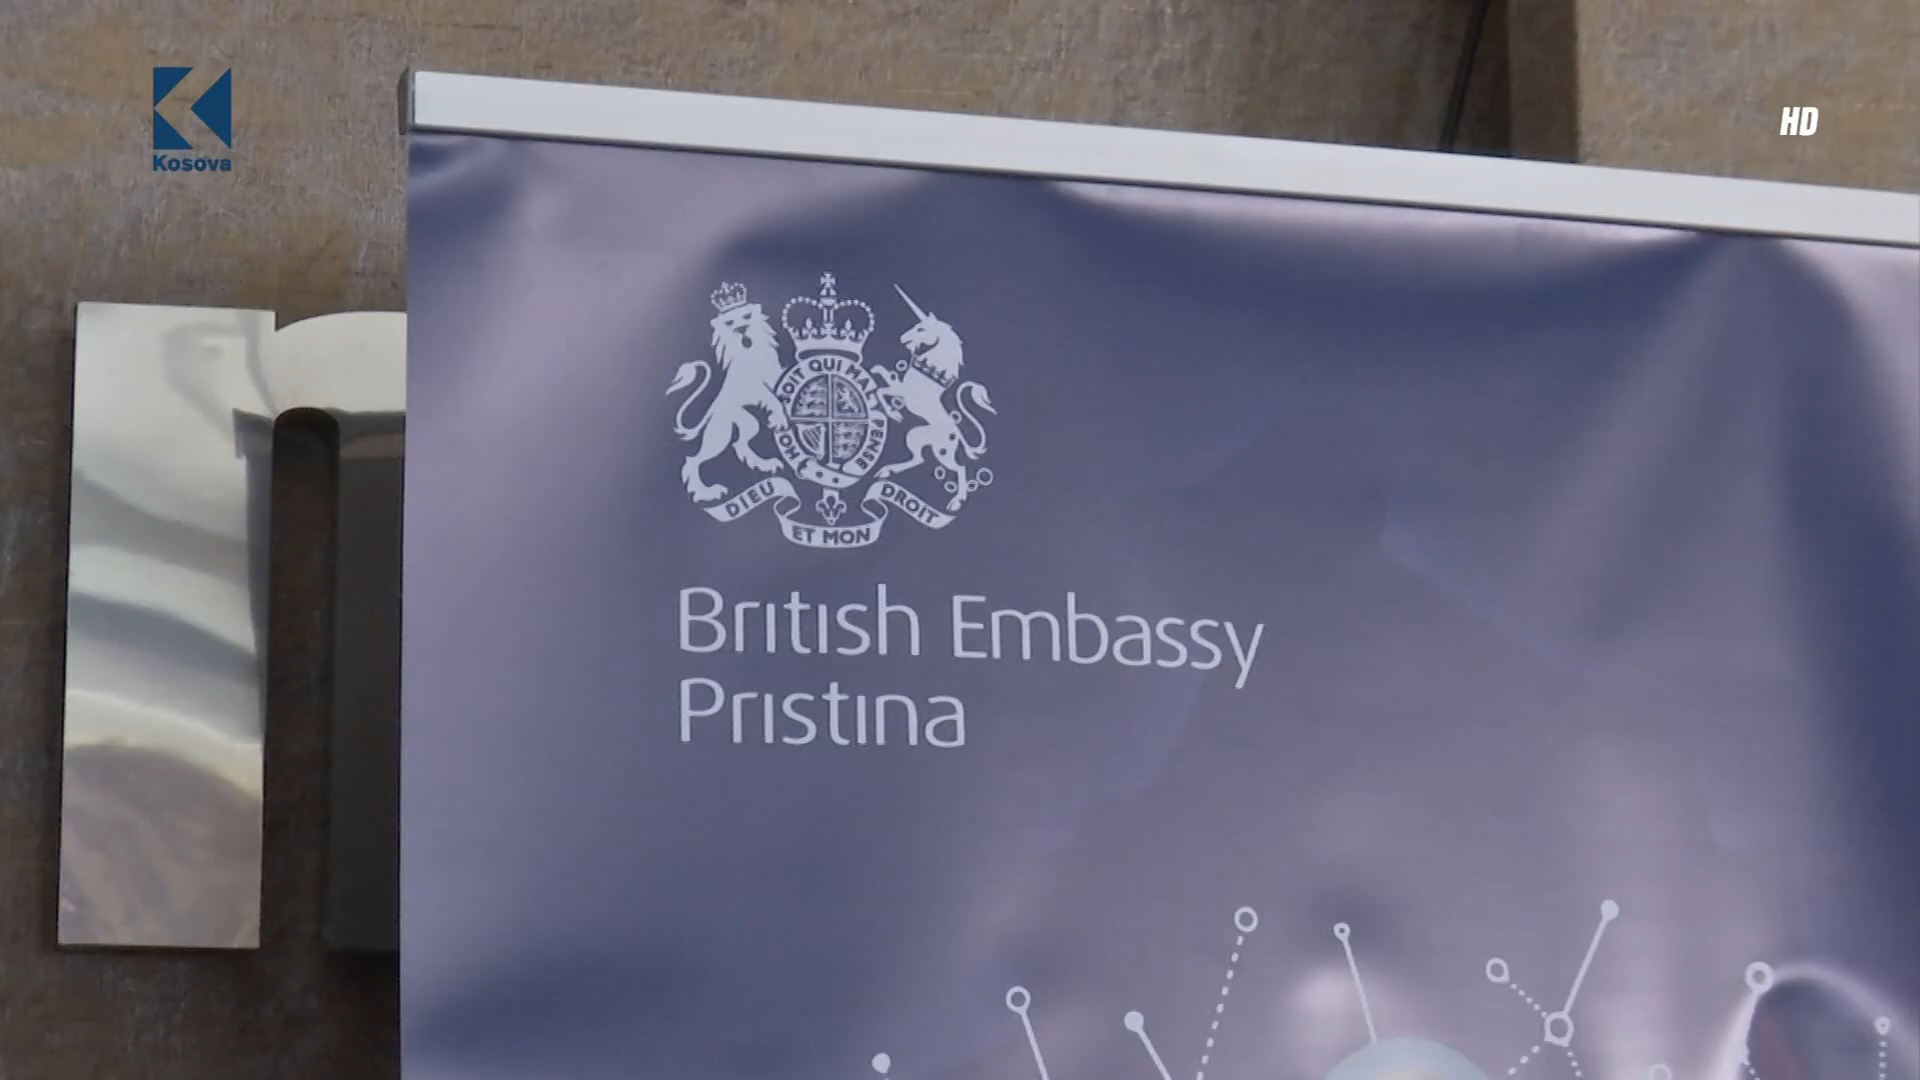 Kosova
HD
SOIT QUI MAL
Y PENSE
HONI
DIEU
ET MON
DROIT
British Embassy
Pristina